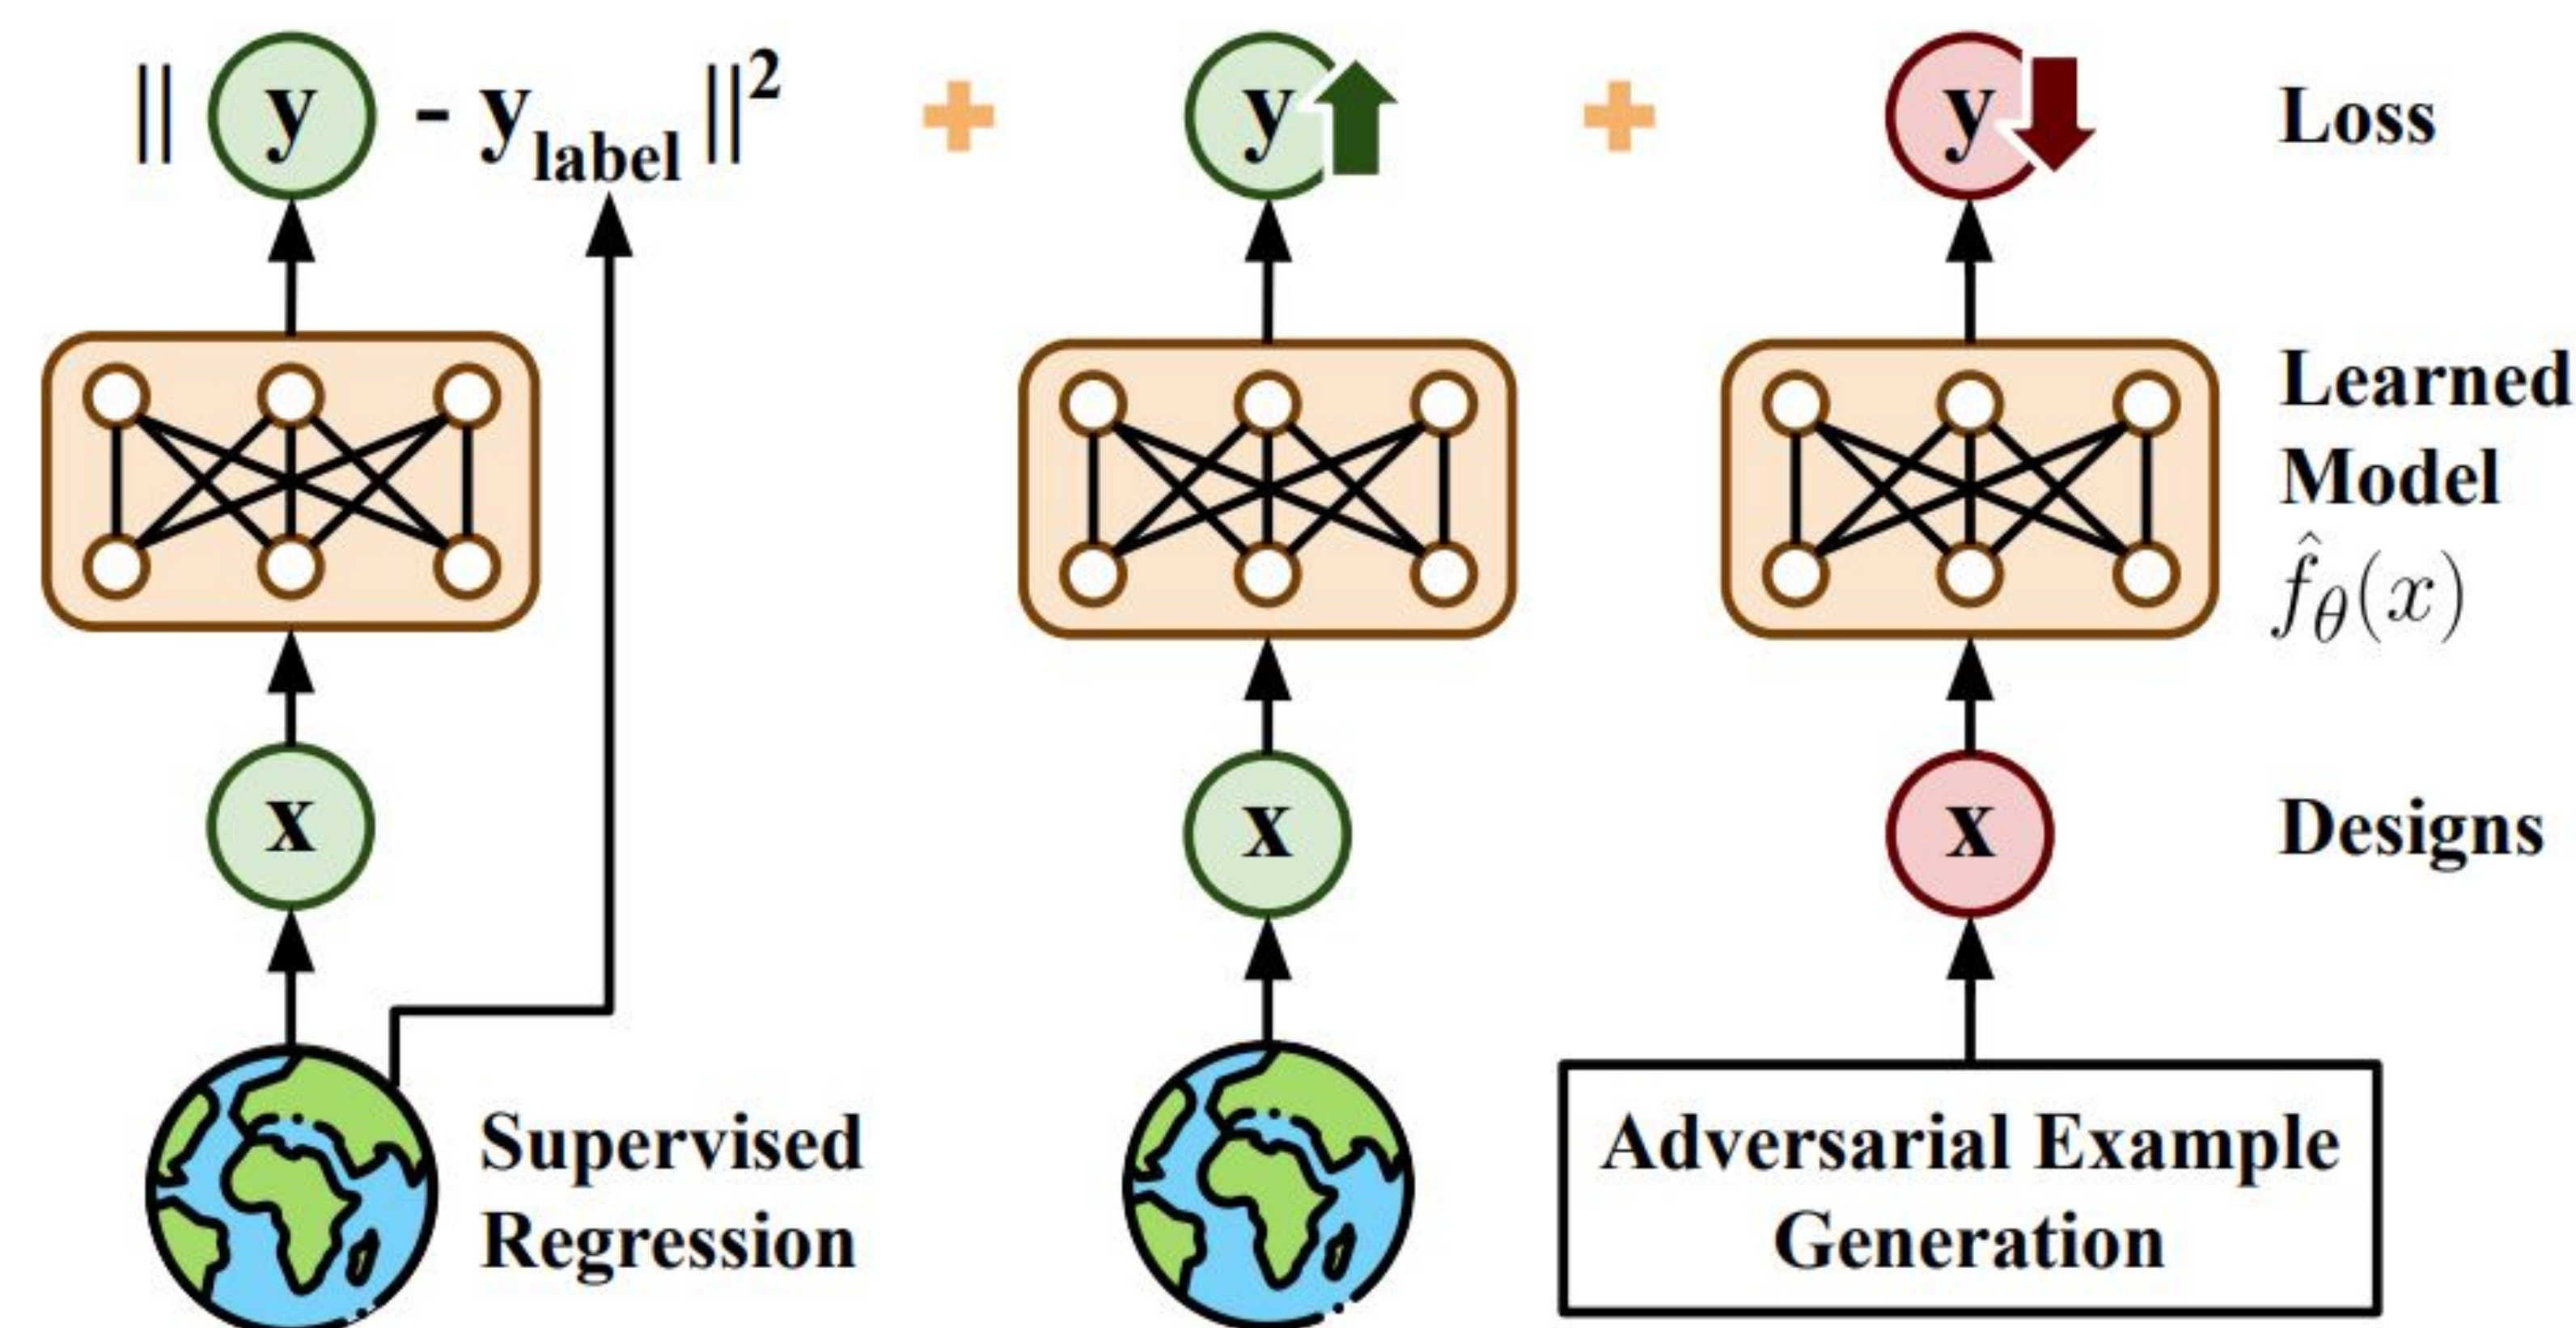 || y - y_label ||² + y + y Loss
Learned
Model
f̂_θ(x)
x x x Designs
Supervised
Regression
Adversarial Example
Generation